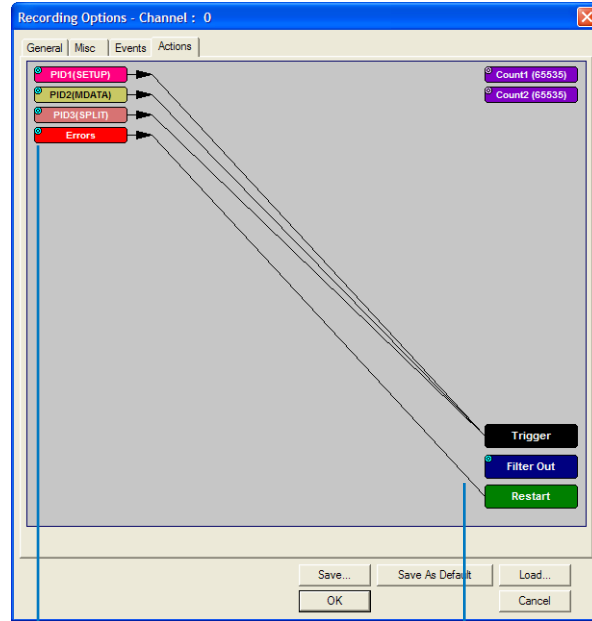 Recording Options - Channel : 0
General Misc Events Actions
PID1(SETUP)
Count1 (65535)
PID2(MDATA)
Count2 (65535)
PID3(SPLIT)
Errors
Trigger
Filter Out
Restart
Save... Save As Default Load...
OK Cancel